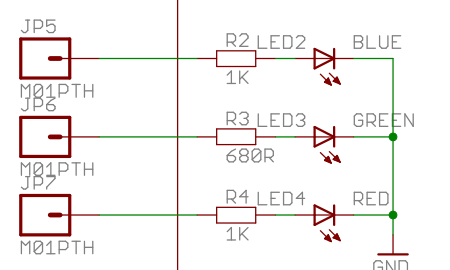 JP5
R2 LED2 BLUE
M01PTH 1K
JP6
R3 LED3 GREEN
680R
M01PTH
JP7
R4 LED4 RED
M01PTH 1K
GND